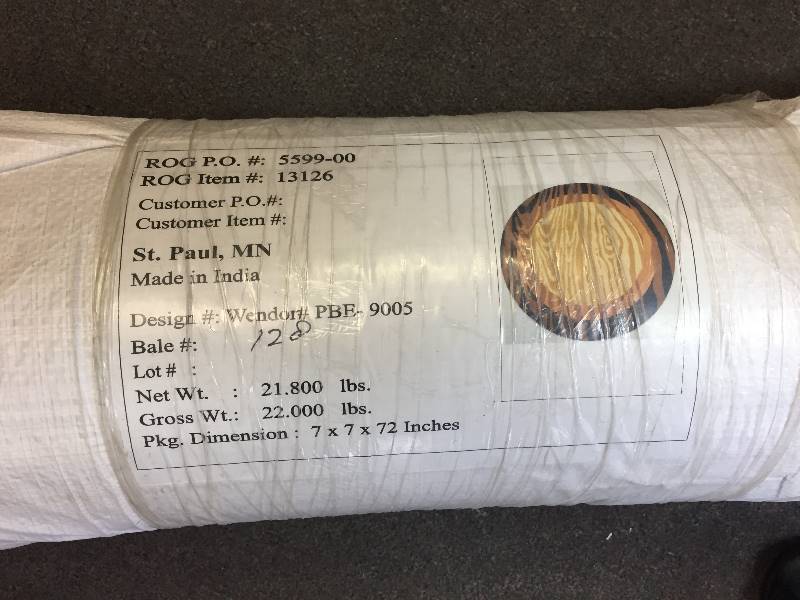 ROG P.O. #: 5599-00
ROG Item #: 13126
Customer P.O.#:
Customer Item #:
St. Paul, MN
Made in India
Design #: Wendor# PBE- 9005
Bale #: 128
Lot # :
Net Wt. : 21.800 lbs.
Gross Wt.: 22.000 lbs.
Pkg. Dimension : 7 x 7 x 72 Inches